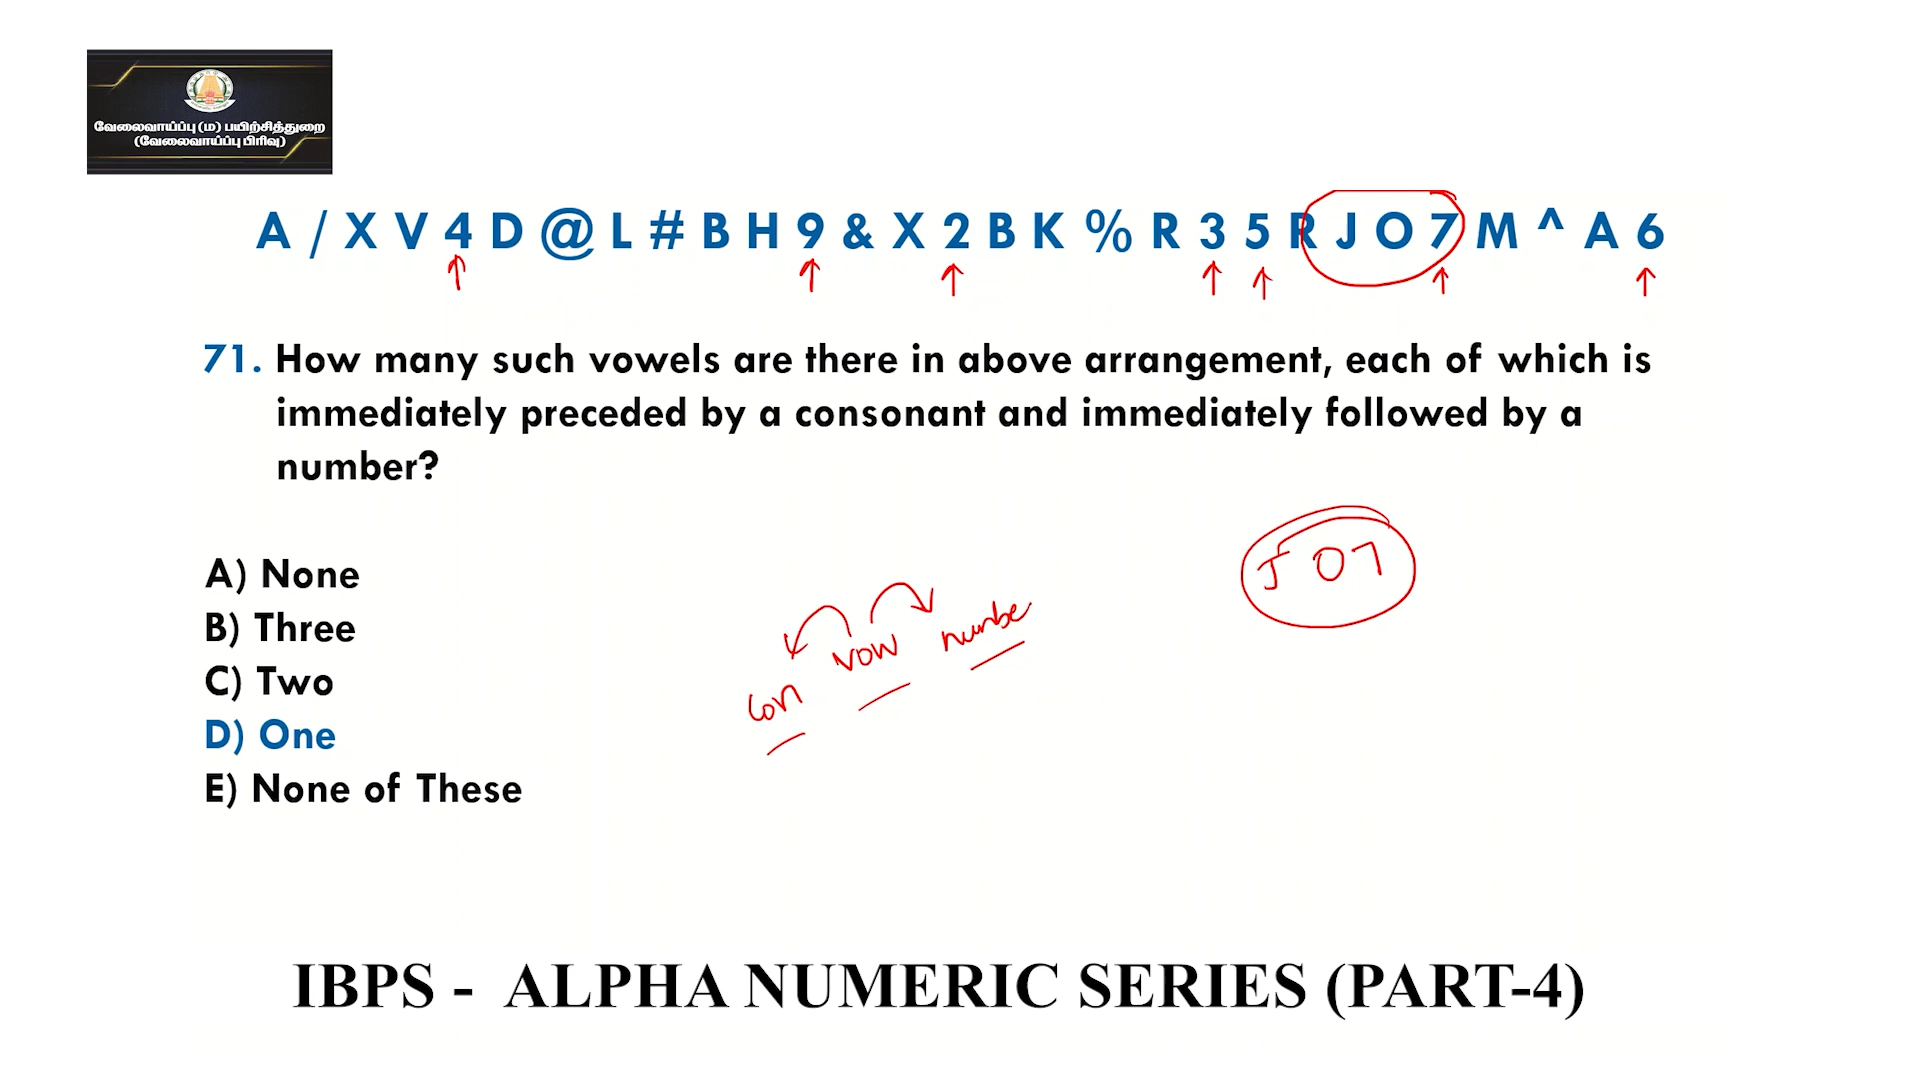 வேலைவாய்ப்பு (ம) பயிற்சித்துறை
(வேலைவாய்ப்பு பிரிவு)
A / X V 4 D @ L # B H 9 & X 2 B K % R 3 5 R J O 7 M ^ A 6
71. How many such vowels are there in above arrangement, each of which is
immediately preceded by a consonant and immediately followed by a
number?
A) None
B) Three
C) Two
D) One
E) None of These
J O 7
con vow numbe
IBPS - ALPHA NUMERIC SERIES (PART-4)